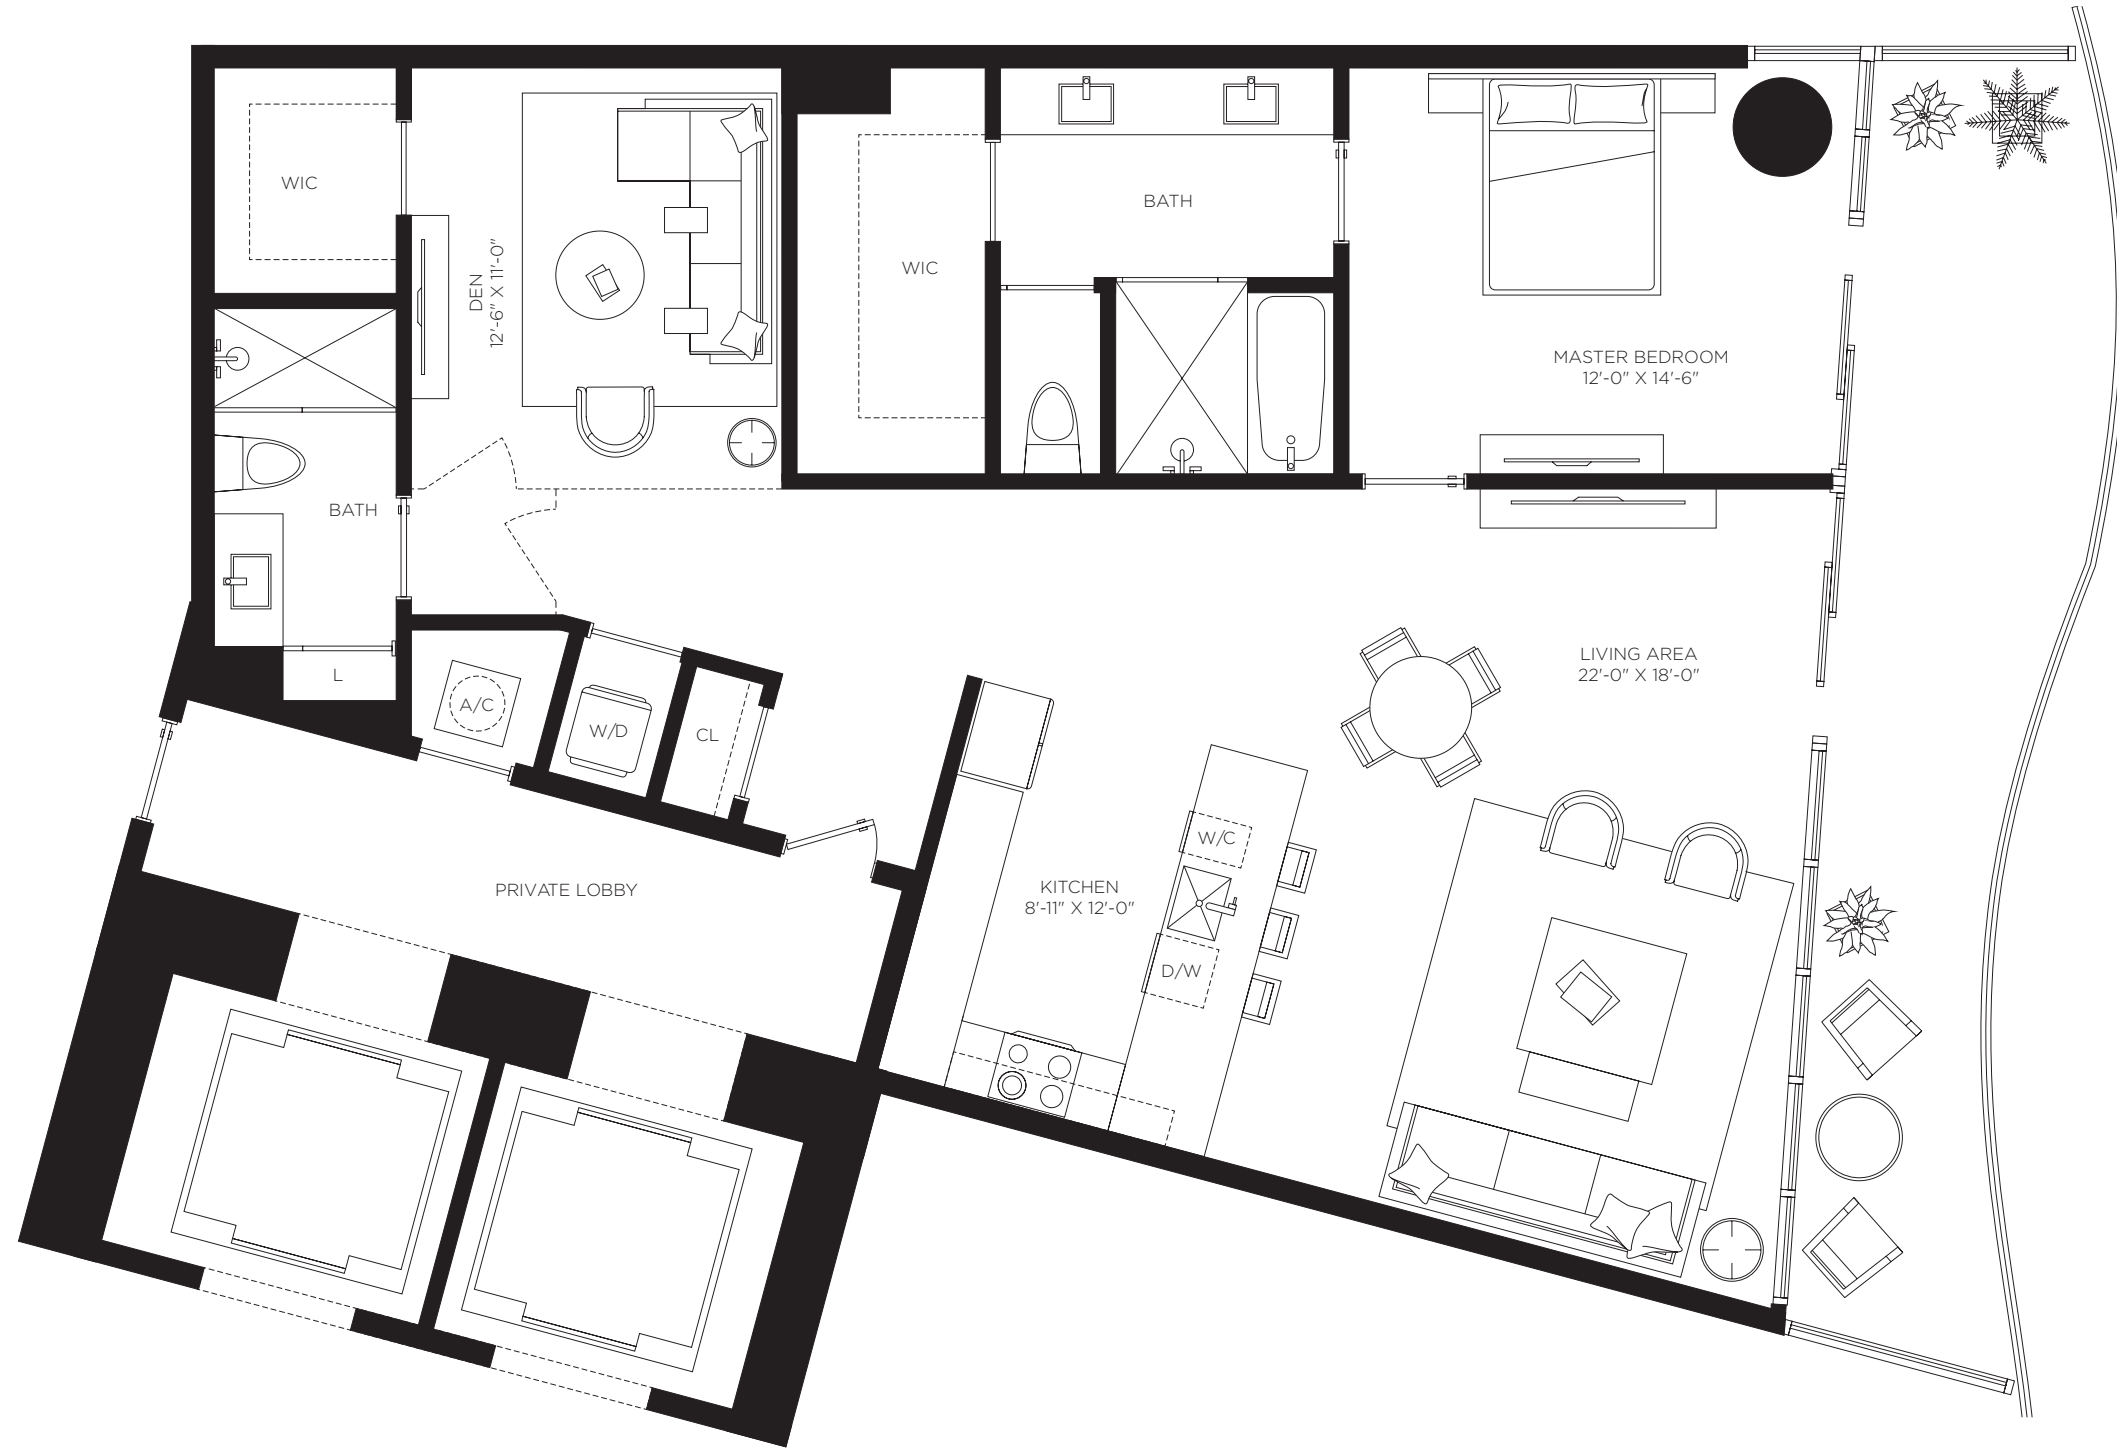 WIC
DEN
12'-6" X 11'-0"
WIC
BATH
MASTER BEDROOM
12'-0" X 14'-6"
BATH
L
A/C
W/D
CL
LIVING AREA
22'-0" X 18'-0"
PRIVATE LOBBY
KITCHEN
8'-11" X 12'-0"
W/C
D/W